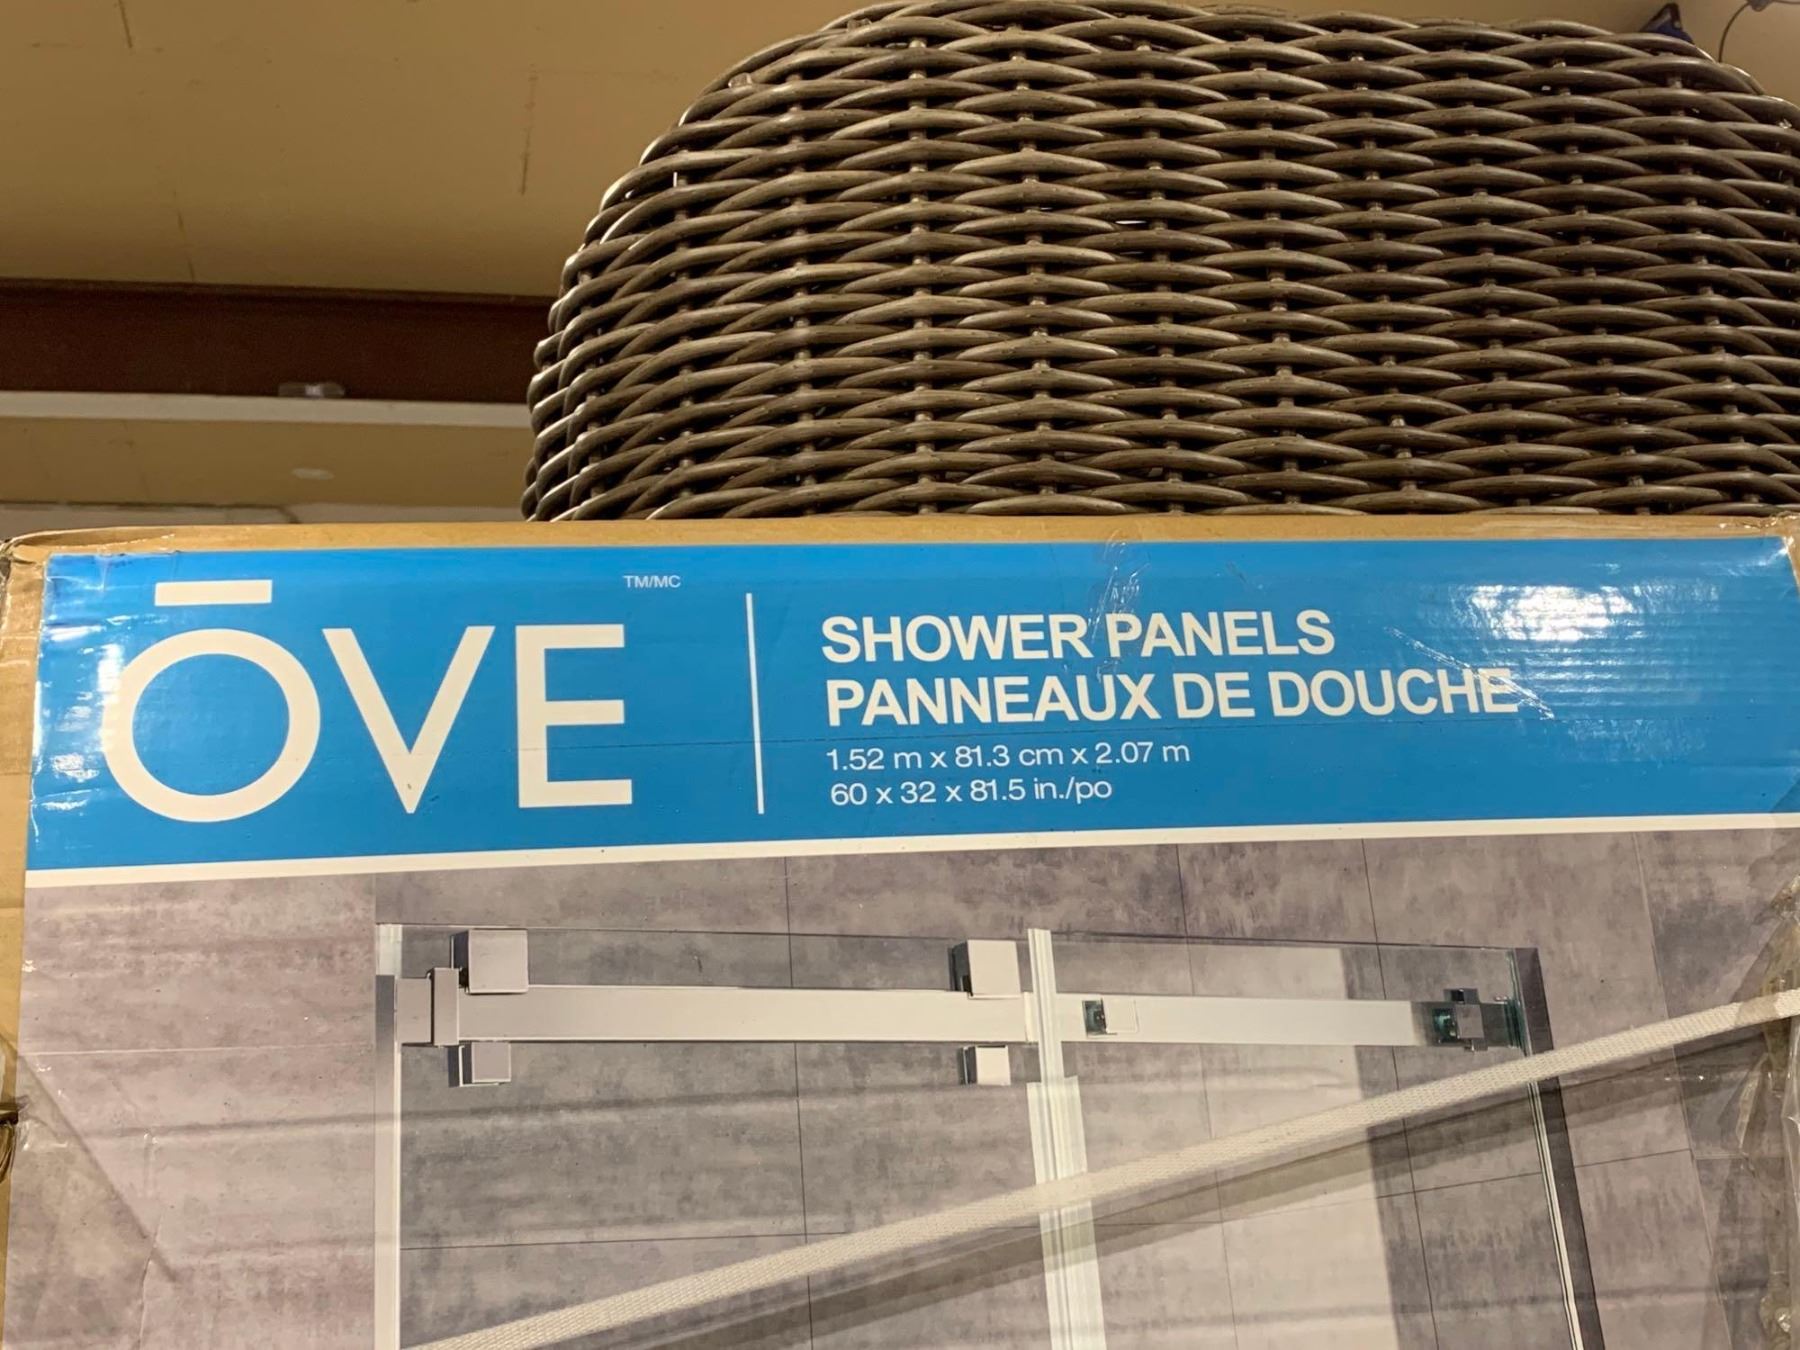 ŌVE TM/MC
SHOWER PANELS
PANNEAUX DE DOUCHE
1.52 m x 81.3 cm x 2.07 m
60 x 32 x 81.5 in./po